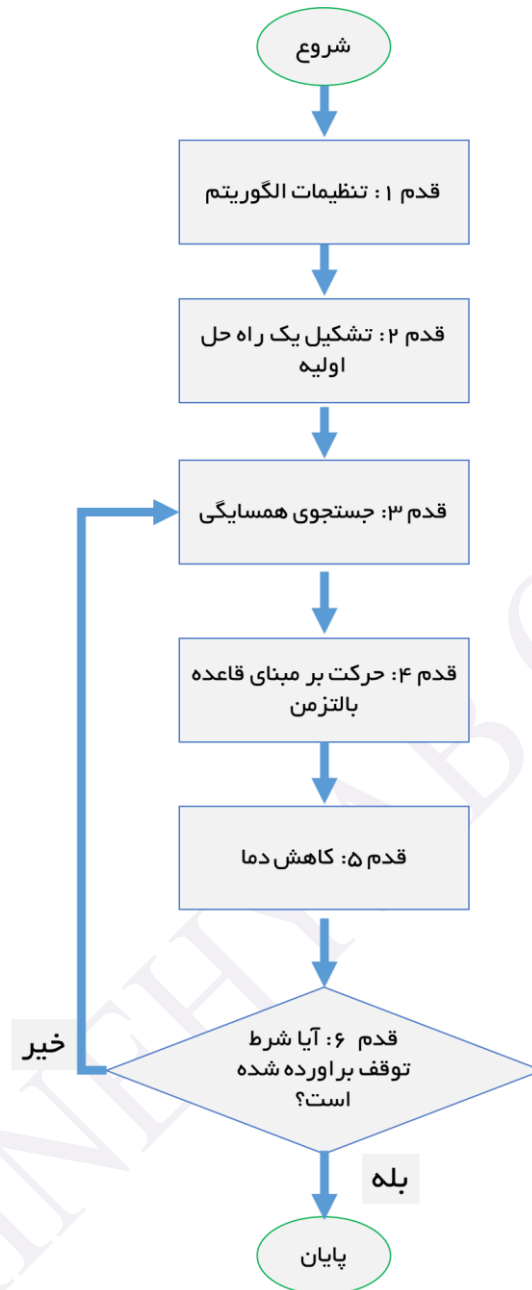 شروع
قدم ۱: تنظیمات الگوریتم
قدم ۲: تشکیل یک راه حل
اولیه
قدم ۳: جستجوی همسایگی
قدم ۴: حرکت بر مبنای قاعده
بالتزمن
قدم ۵: کاهش دما
قدم ۶: آیا شرط
توقف براورده شده
است؟
خیر
بله
پایان